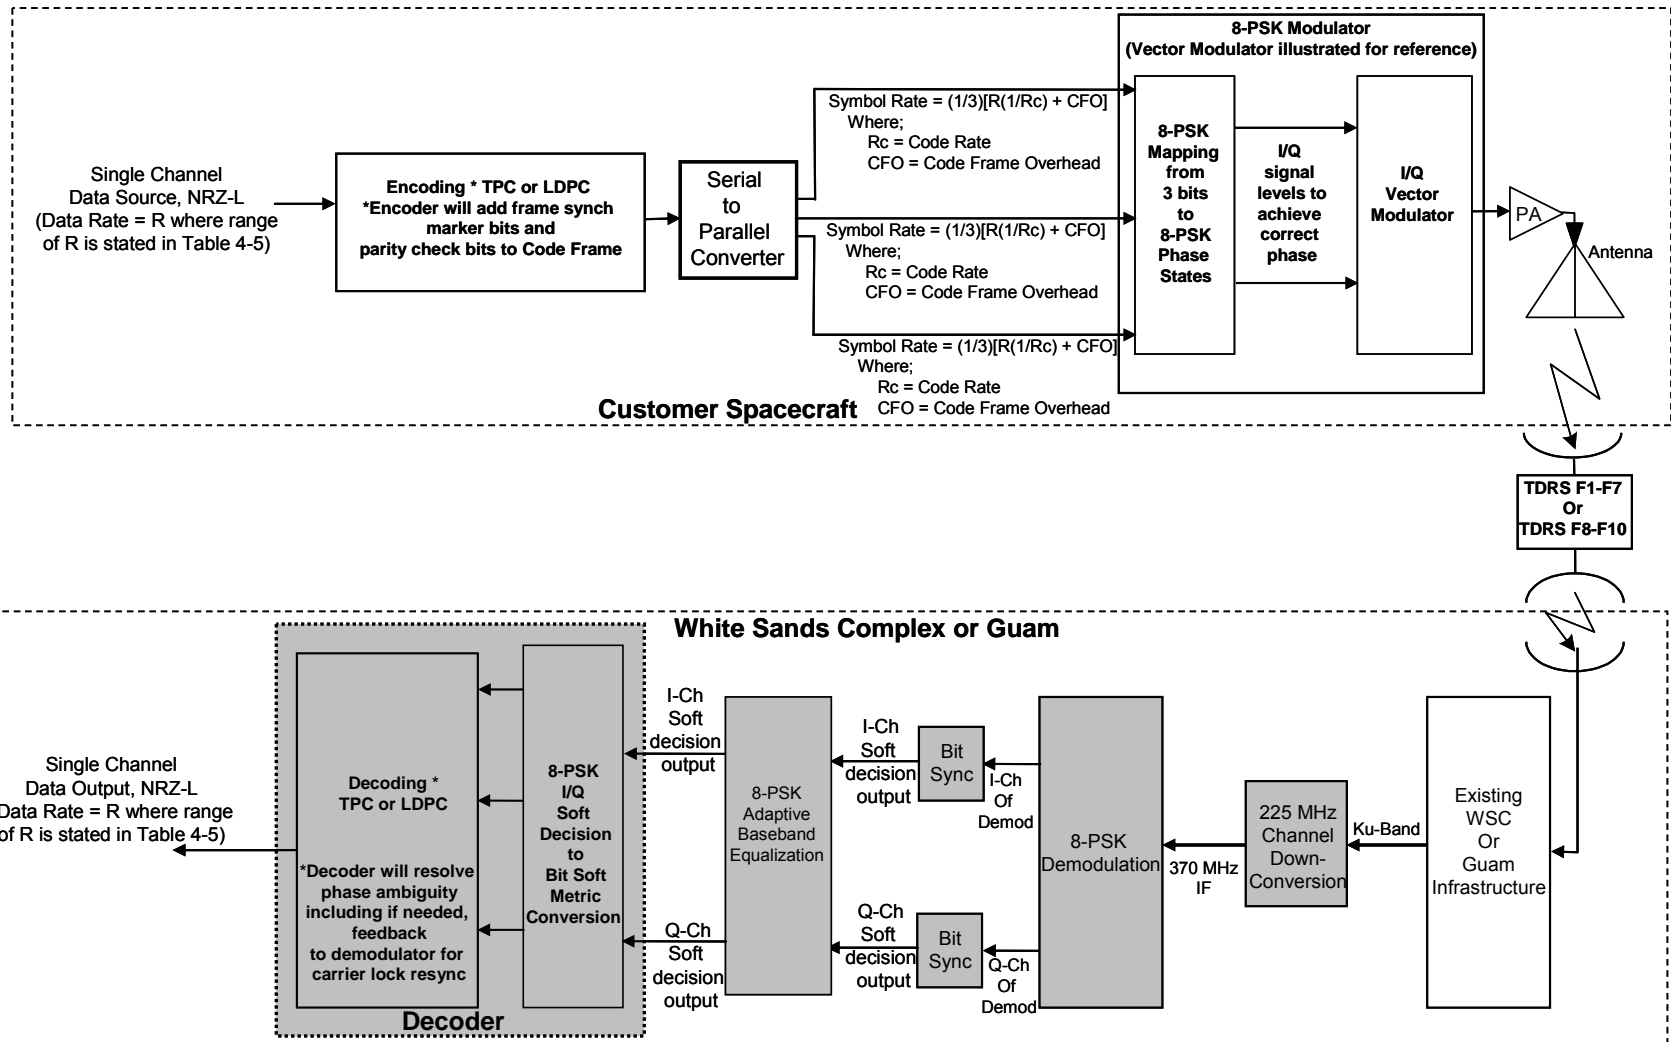 8-PSK Modulator
(Vector Modulator illustrated for reference)
Single Channel
Data Source, NRZ-L
(Data Rate = R where range
of R is stated in Table 4-5)
Encoding * TPC or LDPC
*Encoder will add frame synch
marker bits and
parity check bits to Code Frame
Serial
to
Parallel
Converter
Symbol Rate = (1/3)[R(1/Rc) + CFO]
Where;
Rc = Code Rate
CFO = Code Frame Overhead
Symbol Rate = (1/3)[R(1/Rc) + CFO]
Where;
Rc = Code Rate
CFO = Code Frame Overhead
Symbol Rate = (1/3)[R(1/Rc) + CFO]
Where;
Rc = Code Rate
CFO = Code Frame Overhead
8-PSK
Mapping
from
3 bits
to
8-PSK
Phase
States
I/Q
signal
levels to
achieve
correct
phase
I/Q
Vector
Modulator
PA
Antenna
Customer Spacecraft
TDRS F1-F7
Or
TDRS F8-F10
White Sands Complex or Guam
Single Channel
Data Output, NRZ-L
Data Rate = R where range
of R is stated in Table 4-5)
Decoding *
TPC or LDPC
*Decoder will resolve
phase ambiguity
including if needed,
feedback
to demodulator for
carrier lock resync
8-PSK
I/Q
Soft
Decision
to
Bit Soft
Metric
Conversion
Decoder
I-Ch
Soft
decision
output
Q-Ch
Soft
decision
output
8-PSK
Adaptive
Baseband
Equalization
I-Ch
Soft
decision
output
Q-Ch
Soft
decision
output
Bit
Sync
Bit
Sync
I-Ch
Of
Demod
Q-Ch
Of
Demod
8-PSK
Demodulation
370 MHz
IF
225 MHz
Channel
Down-
Conversion
Ku-Band
Existing
WSC
Or
Guam
Infrastructure